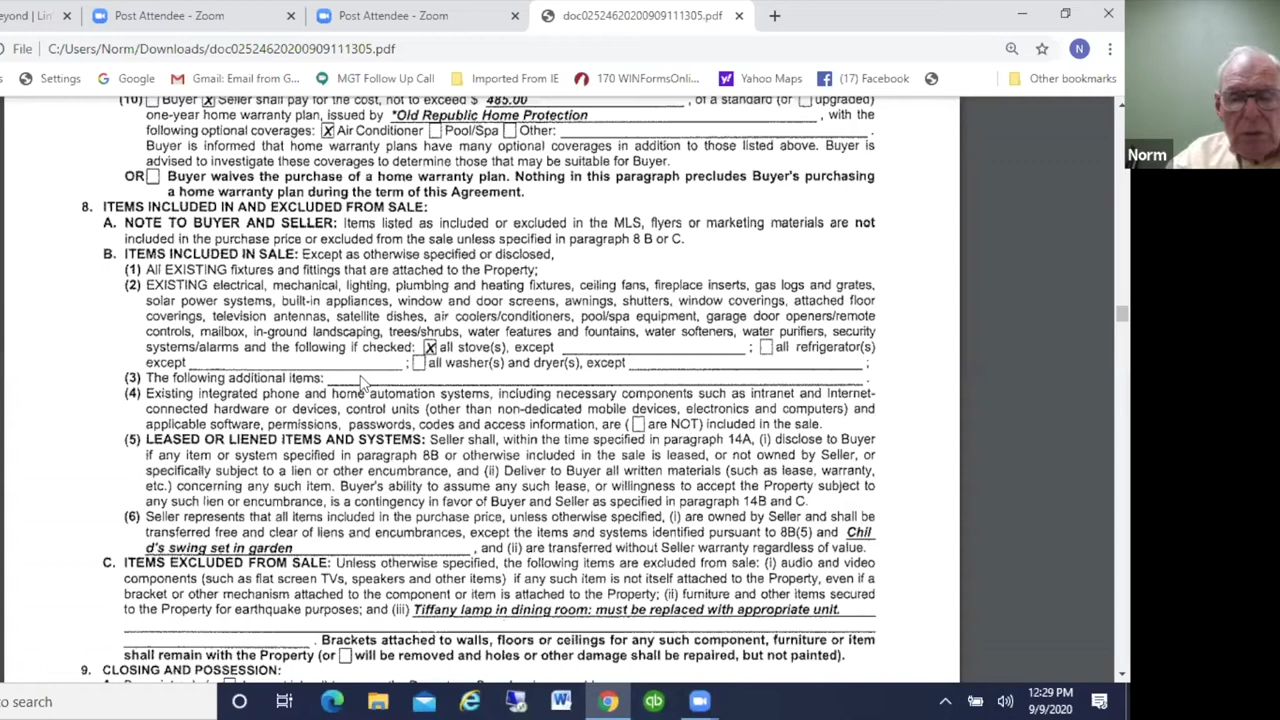 eyond | Lin
Post Attendee - Zoom
Post Attendee - Zoom
doc02524620200909111305.pdf
File C:/Users/Norm/Downloads/doc02524620200909111305.pdf
N
Settings Google Gmail: Email from G... MGT Follow Up Call Imported From IE 170 WINFormsOnli... Yahoo Maps (17) Facebook Other bookmarks
Norm
(10) Buyer X Seller shall pay for the cost, not to exceed $ 485.00 , of a standard (or upgraded)
one-year home warranty plan, issued by *Old Republic Home Protection , with the
following optional coverages: X Air Conditioner Pool/Spa Other: .
Buyer is informed that home warranty plans have many optional coverages in addition to those listed above. Buyer is
advised to investigate these coverages to determine those that may be suitable for Buyer.
OR Buyer waives the purchase of a home warranty plan. Nothing in this paragraph precludes Buyer's purchasing
a home warranty plan during the term of this Agreement.
8. ITEMS INCLUDED IN AND EXCLUDED FROM SALE:
A. NOTE TO BUYER AND SELLER: Items listed as included or excluded in the MLS, flyers or marketing materials are not
included in the purchase price or excluded from the sale unless specified in paragraph 8 B or C.
B. ITEMS INCLUDED IN SALE: Except as otherwise specified or disclosed,
(1) All EXISTING fixtures and fittings that are attached to the Property;
(2) EXISTING electrical, mechanical, lighting, plumbing and heating fixtures, ceiling fans, fireplace inserts, gas logs and grates,
solar power systems, built-in appliances, window and door screens, awnings, shutters, window coverings, attached floor
coverings, television antennas, satellite dishes, air coolers/conditioners, pool/spa equipment, garage door openers/remote
controls, mailbox, in-ground landscaping, trees/shrubs, water features and fountains, water softeners, water purifiers, security
systems/alarms and the following if checked: X all stove(s), except ; all refrigerator(s)
except ; all washer(s) and dryer(s), except ;
(3) The following additional items: .
(4) Existing integrated phone and home automation systems, including necessary components such as intranet and Internet-
connected hardware or devices, control units (other than non-dedicated mobile devices, electronics and computers) and
applicable software, permissions, passwords, codes and access information, are ( are NOT) included in the sale.
(5) LEASED OR LIENED ITEMS AND SYSTEMS: Seller shall, within the time specified in paragraph 14A, (i) disclose to Buyer
if any item or system specified in paragraph 8B or otherwise included in the sale is leased, or not owned by Seller, or
specifically subject to a lien or other encumbrance, and (ii) Deliver to Buyer all written materials (such as lease, warranty,
etc.) concerning any such item. Buyer's ability to assume any such lease, or willingness to accept the Property subject to
any such lien or encumbrance, is a contingency in favor of Buyer and Seller as specified in paragraph 14B and C.
(6) Seller represents that all items included in the purchase price, unless otherwise specified, (i) are owned by Seller and shall be
transferred free and clear of liens and encumbrances, except the items and systems identified pursuant to 8B(5) and Chil
d's swing set in garden , and (ii) are transferred without Seller warranty regardless of value.
C. ITEMS EXCLUDED FROM SALE: Unless otherwise specified, the following items are excluded from sale: (i) audio and video
components (such as flat screen TVs, speakers and other items) if any such item is not itself attached to the Property, even if a
bracket or other mechanism attached to the component or item is attached to the Property; (ii) furniture and other items secured
to the Property for earthquake purposes; and (iii) Tiffany lamp in dining room: must be replaced with appropriate unit.
. Brackets attached to walls, floors or ceilings for any such component, furniture or item
shall remain with the Property (or will be removed and holes or other damage shall be repaired, but not painted).
9. CLOSING AND POSSESSION:
to search
12:29 PM
9/9/2020